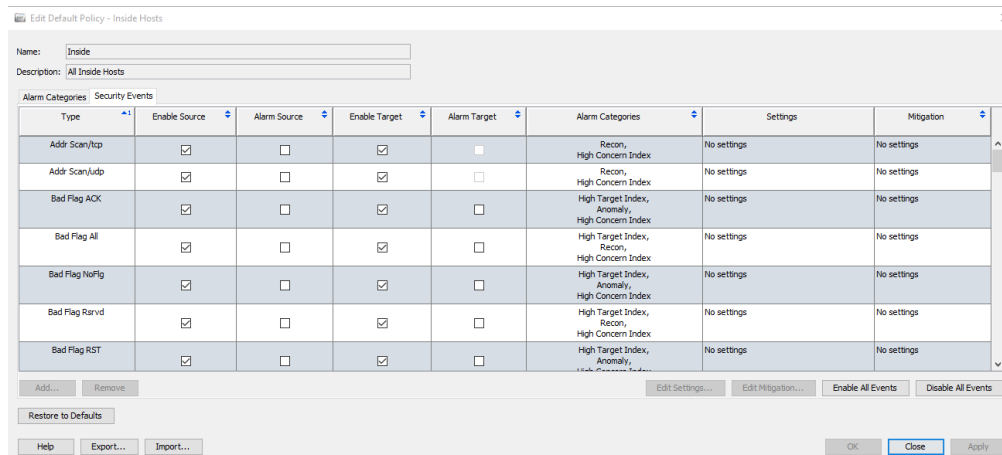 Edit Default Policy - Inside Hosts
Name: Inside
Description: All Inside Hosts
Alarm Categories Security Events
Type 1 Enable Source Alarm Source Enable Target Alarm Target Alarm Categories Settings Mitigation
Addr Scan/tcp Recon, No settings No settings
High Concern Index
Addr Scan/udp Recon, No settings No settings
High Concern Index
Bad Flag ACK High Target Index, No settings No settings
Anomaly,
High Concern Index
Bad Flag All High Target Index, No settings No settings
Recon,
High Concern Index
Bad Flag NoFlg High Target Index, No settings No settings
Anomaly,
High Concern Index
Bad Flag Rsrvd High Target Index, No settings No settings
Recon,
High Concern Index
Bad Flag RST High Target Index, No settings No settings
Anomaly,
High Concern Index
Add... Remove Edit Settings... Edit Mitigation... Enable All Events Disable All Events
Restore to Defaults
Help Export... Import... OK Close Apply